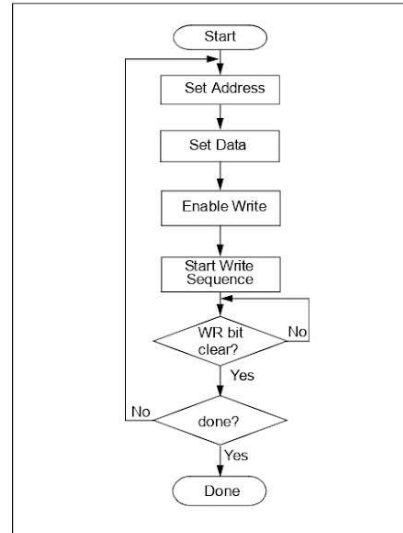 Start
Set Address
Set Data
Enable Write
Start Write
Sequence
WR bit
clear?
No
Yes
No
done?
Yes
Done